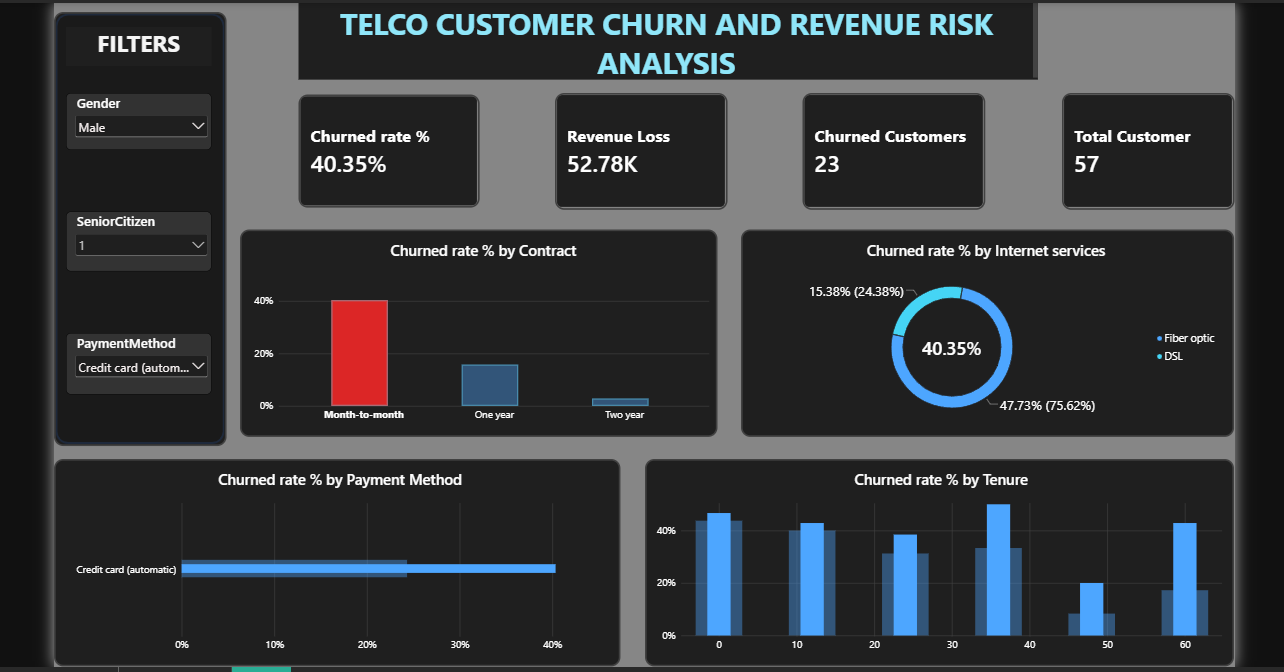 FILTERS
Gender
Male
SeniorCitizen
1
PaymentMethod
Credit card (autom...
TELCO CUSTOMER CHURN AND REVENUE RISK
ANALYSIS
Churned rate %
40.35%
Revenue Loss
52.78K
Churned Customers
23
Total Customer
57
Churned rate % by Contract
40%
20%
0%
Month-to-month
One year
Two year
Churned rate % by Internet services
15.38% (24.38%)
40.35%
47.73% (75.62%)
Fiber optic
DSL
Churned rate % by Payment Method
Credit card (automatic)
0%
10%
20%
30%
40%
Churned rate % by Tenure
40%
20%
0%
0
10
20
30
40
50
60